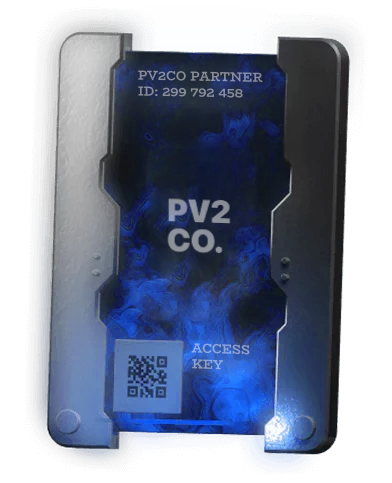 PV2CO PARTNER
ID: 299 792 458
PV2
CO.
ACCESS
KEY